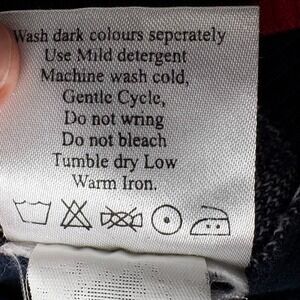 Wash dark colours seperately
Use Mild detergent
Machine wash cold,
Gentle Cycle,
Do not wring
Do not bleach
Tumble dry Low
Warm Iron.